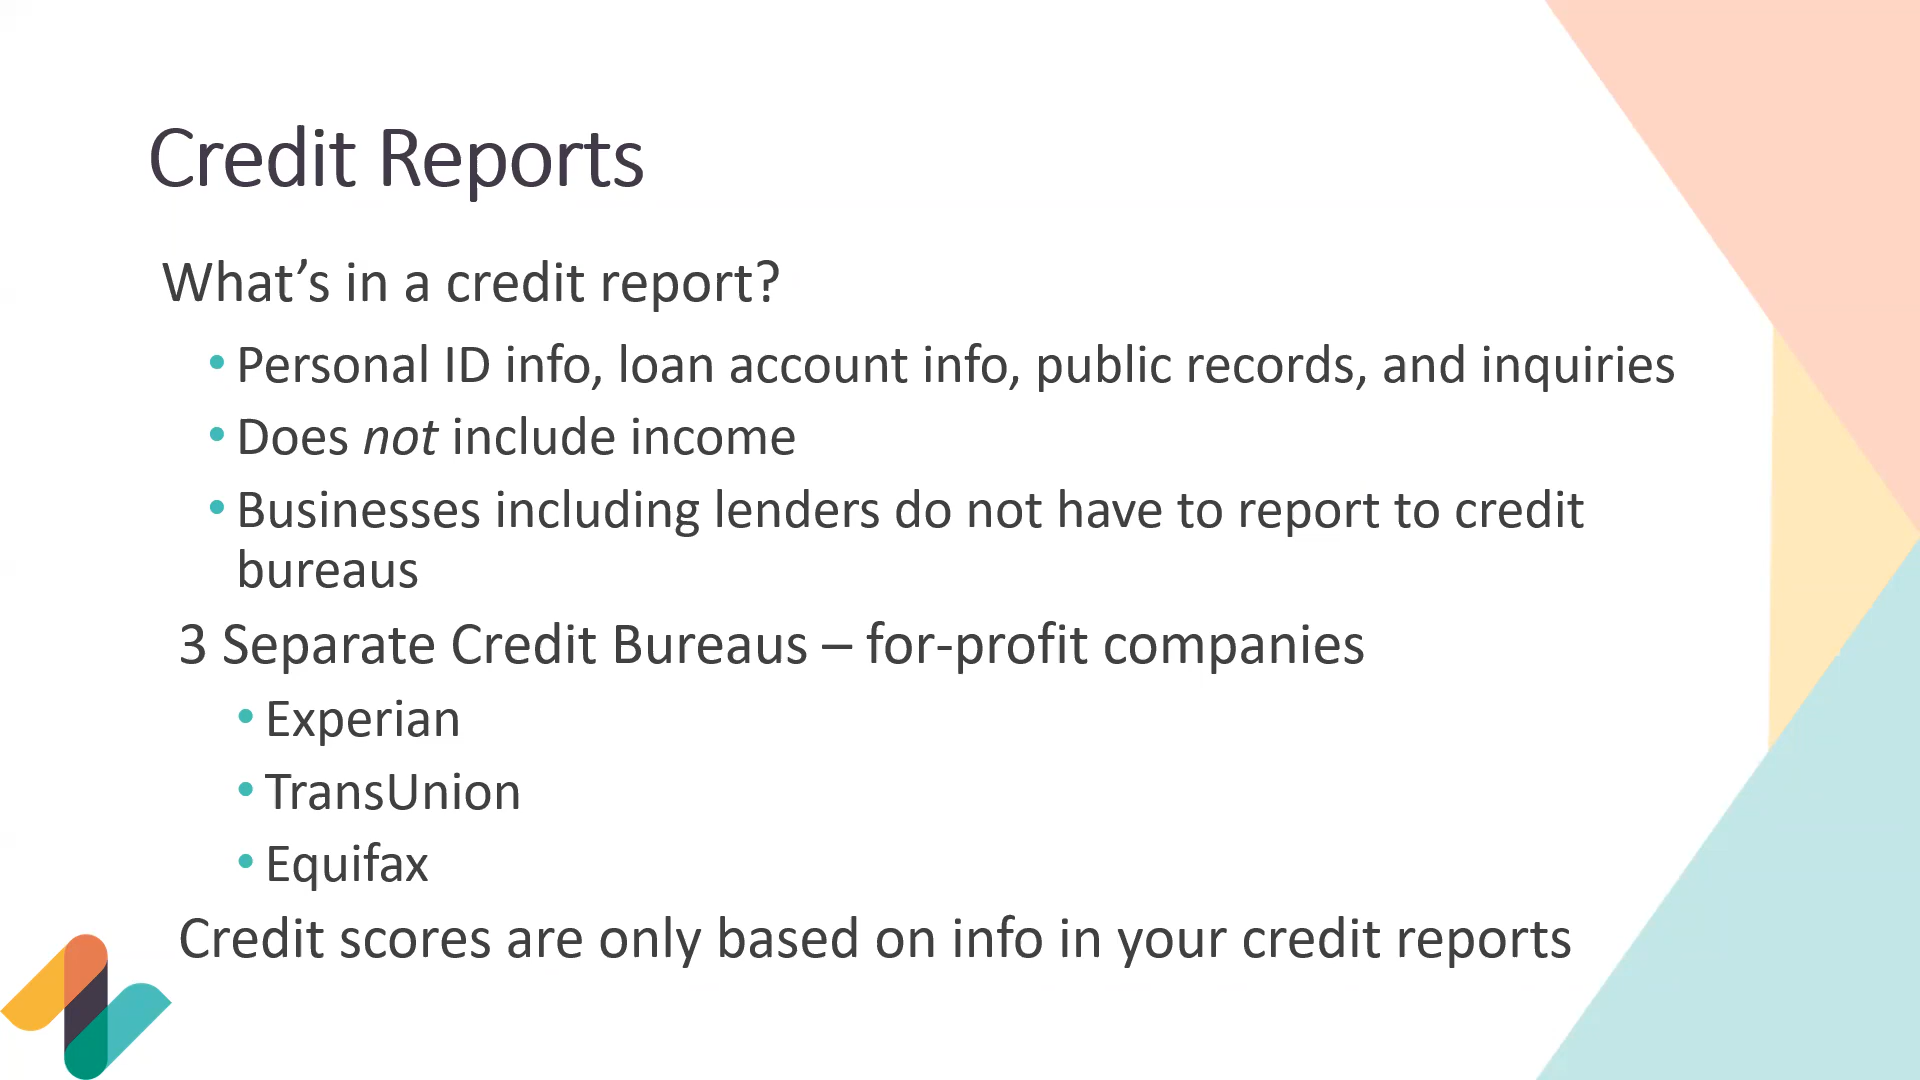 Credit Reports
What’s in a credit report?
• Personal ID info, loan account info, public records, and inquiries
• Does not include income
• Businesses including lenders do not have to report to credit
bureaus
3 Separate Credit Bureaus – for-profit companies
• Experian
• TransUnion
• Equifax
Credit scores are only based on info in your credit reports